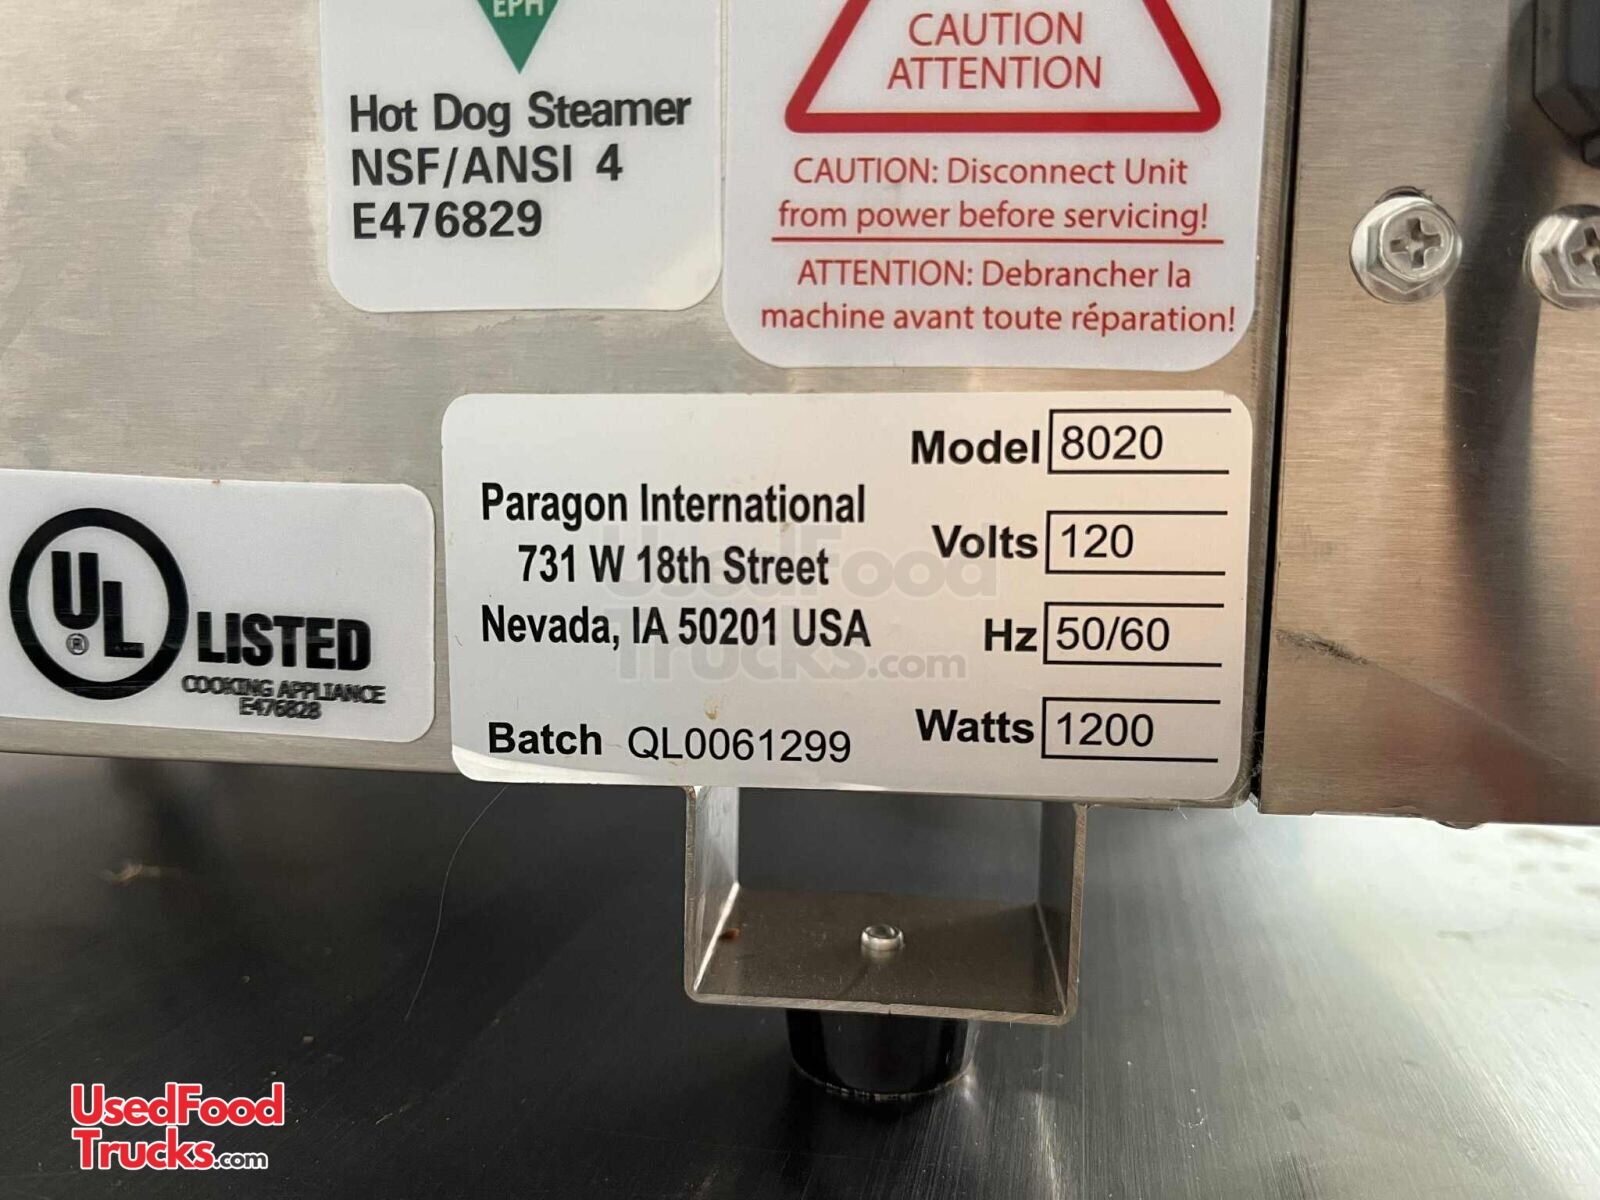 EPH
Hot Dog Steamer
NSF/ANSI 4
E476829
CAUTION
ATTENTION
CAUTION: Disconnect Unit
from power before servicing!
ATTENTION: Debrancher la
machine avant toute réparation!
UL
®
LISTED
COOKING APPLIANCE
E476828
Paragon International
731 W 18th Street
Nevada, IA 50201 USA
Batch QL0061299
Model 8020
Volts 120
Hz 50/60
Watts 1200
UsedFood
Trucks.com
UsedFood
Trucks.com